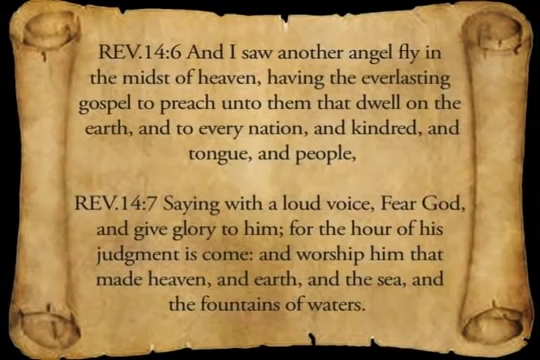 REV.14:6 And I saw another angel fly in
the midst of heaven, having the everlasting
gospel to preach unto them that dwell on the
earth, and to every nation, and kindred, and
tongue, and people,
REV.14:7 Saying with a loud voice, Fear God,
and give glory to him; for the hour of his
judgment is come: and worship him that
made heaven, and earth, and the sea, and
the fountains of waters.